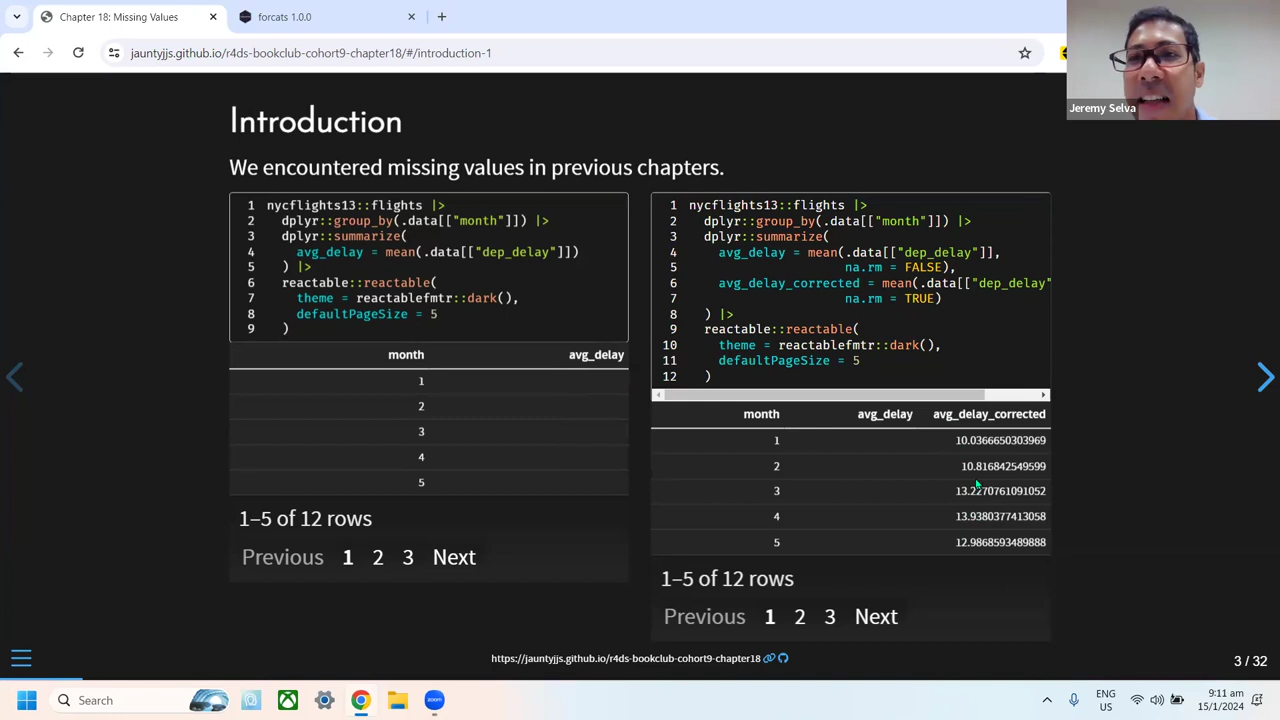 Chapter 18: Missing Values
forcats 1.0.0
jauntyjjs.github.io/r4ds-bookclub-cohort9-chapter18/#/introduction-1
Jeremy Selva
Introduction
We encountered missing values in previous chapters.
1 nycflights13::flights |>
2 dplyr::group_by(.data[["month"]]) |>
3 dplyr::summarize(
4 avg_delay = mean(.data[["dep_delay"]])
5 ) |>
6 reactable::reactable(
7 theme = reactablefmtr::dark(),
8 defaultPageSize = 5
9 )
month avg_delay
1
2
3
4
5
1–5 of 12 rows
Previous 1 2 3 Next
1 nycflights13::flights |>
2 dplyr::group_by(.data[["month"]]) |>
3 dplyr::summarize(
4 avg_delay = mean(.data[["dep_delay"]],
5 na.rm = FALSE),
6 avg_delay_corrected = mean(.data[["dep_delay"
7 na.rm = TRUE)
8 ) |>
9 reactable::reactable(
10 theme = reactablefmtr::dark(),
11 defaultPageSize = 5
12 )
month avg_delay avg_delay_corrected
1 10.0366650303969
2 10.816842549599
3 13.2270761091052
4 13.9380377413058
5 12.9868593489888
1–5 of 12 rows
Previous 1 2 3 Next
https://jauntyjjs.github.io/r4ds-bookclub-cohort9-chapter18
3 / 32
Search
zoom
ENG
US
9:11 am
15/1/2024